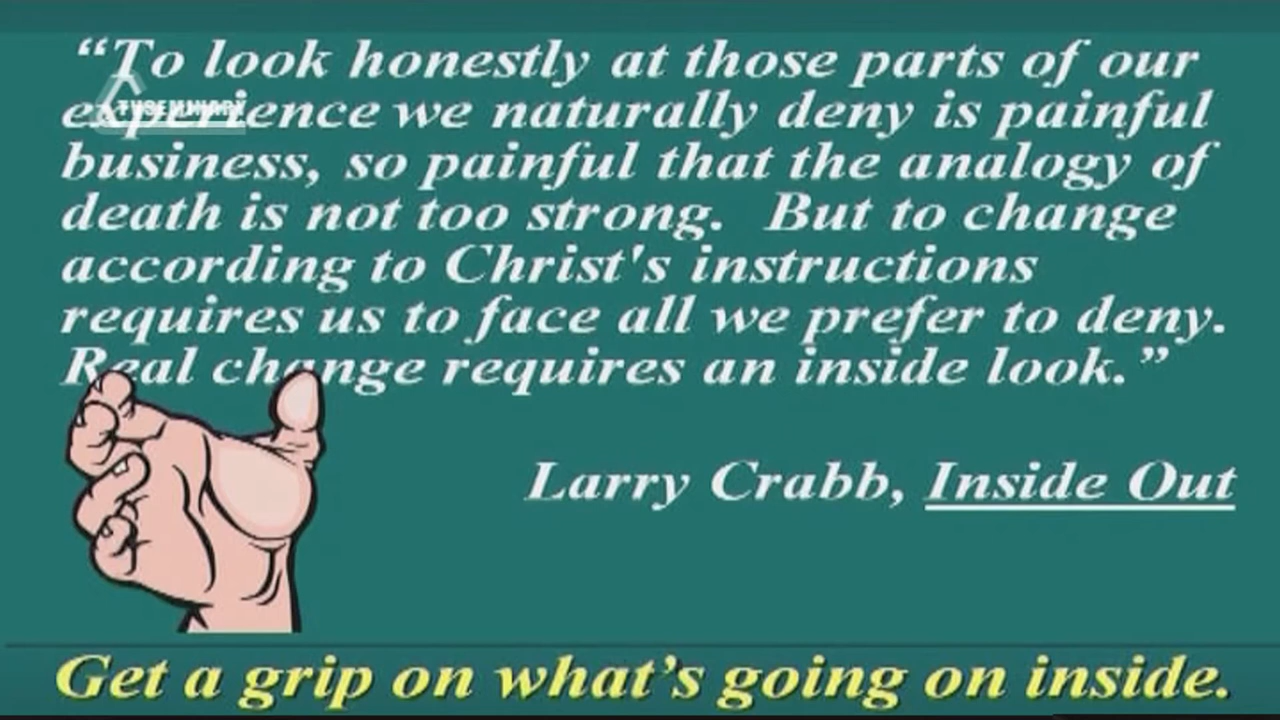 “To look honestly at those parts of our
experience we naturally deny is painful
business, so painful that the analogy of
death is not too strong.  But to change
according to Christ's instructions
requires us to face all we prefer to deny.
Real change requires an inside look.”
Larry Crabb, Inside Out
Get a grip on what’s going on inside.